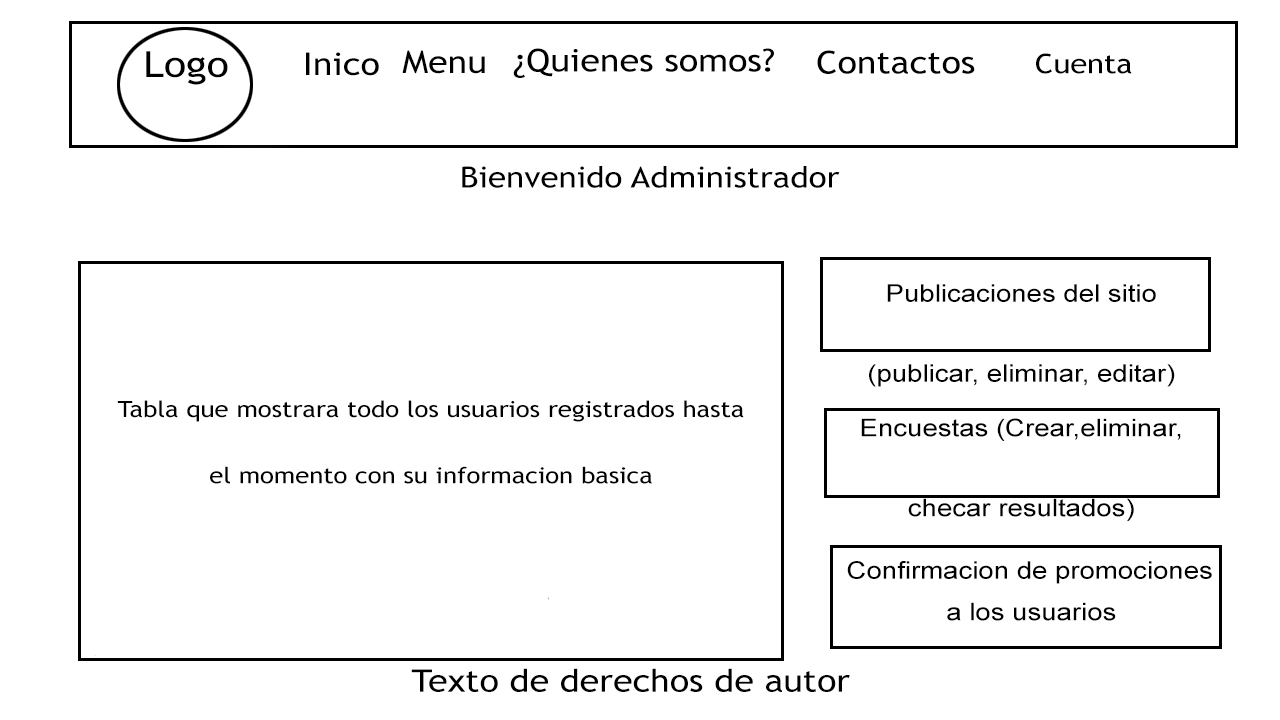 Logo Inico Menu ¿Quienes somos? Contactos Cuenta
Bienvenido Administrador
Tabla que mostrara todo los usuarios registrados hasta
el momento con su informacion basica
Publicaciones del sitio
(publicar, eliminar, editar)
Encuestas (Crear,eliminar,
checar resultados)
Confirmacion de promociones
a los usuarios
Texto de derechos de autor